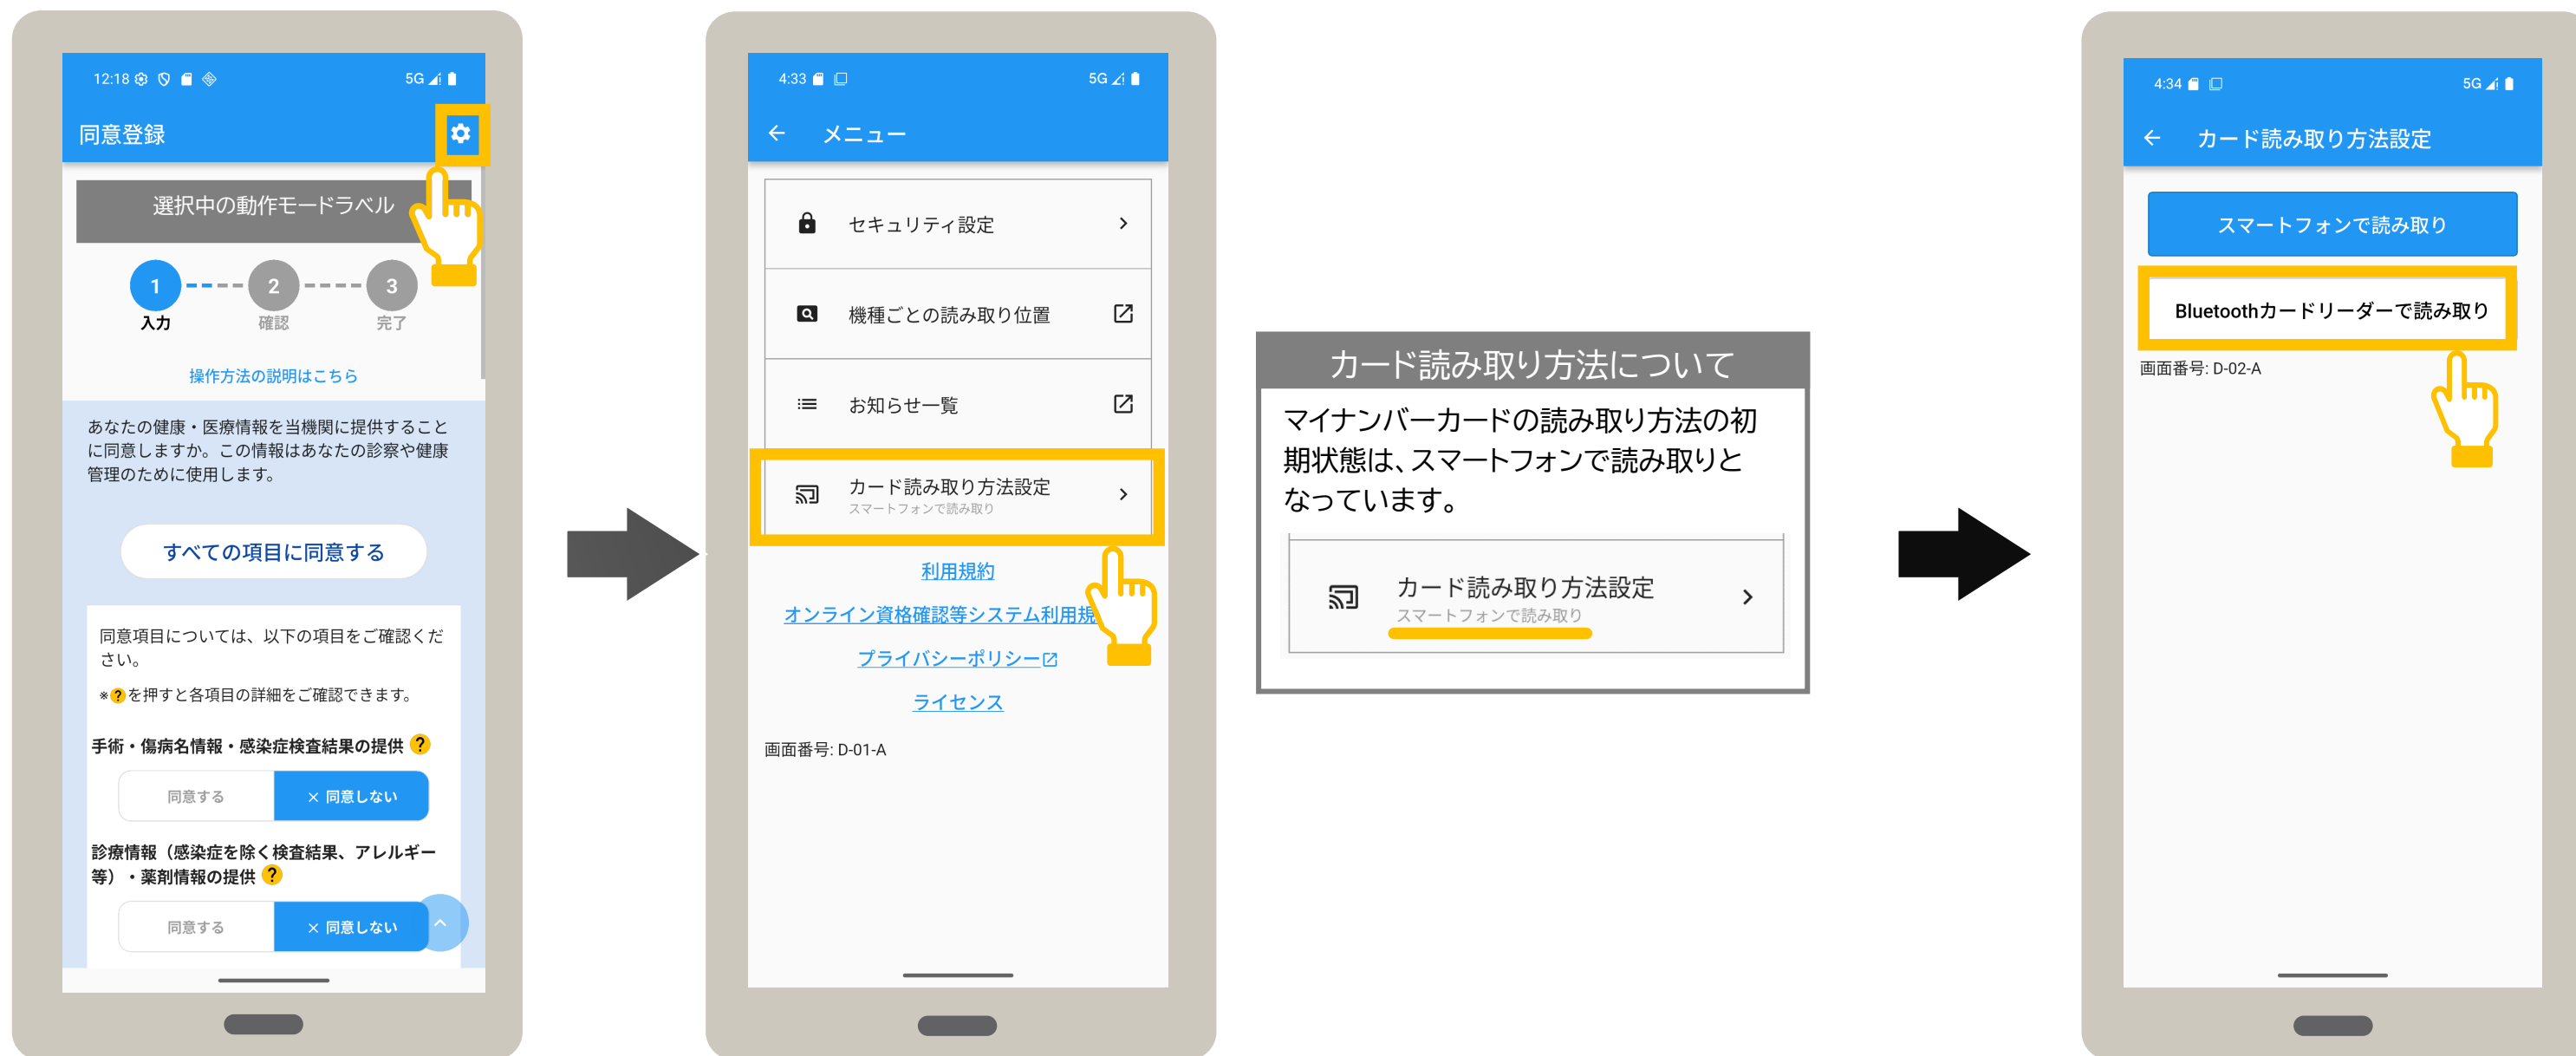 12:18
5G
同意登録
選択中の動作モードラベル
1
2
3
入力
確認
完了
操作方法の説明はこちら
あなたの健康・医療情報を当機関に提供すること
に同意しますか。この情報はあなたの診察や健康
管理のために使用します。
すべての項目に同意する
同意項目については、以下の項目をご確認くだ
さい。
※?を押すと各項目の詳細をご確認できます。
手術・傷病名情報・感染症検査結果の提供 ?
同意する
× 同意しない
診療情報（感染症を除く検査結果、アレルギー
等）・薬剤情報の提供 ?
同意する
× 同意しない
4:33
5G
メニュー
セキュリティ設定
機種ごとの読み取り位置
お知らせ一覧
カード読み取り方法設定
スマートフォンで読み取り
利用規約
オンライン資格確認等システム利用規
プライバシーポリシー
ライセンス
画面番号: D-01-A
カード読み取り方法について
マイナンバーカードの読み取り方法の初
期状態は、スマートフォンで読み取りと
なっています。
カード読み取り方法設定
スマートフォンで読み取り
4:34
5G
カード読み取り方法設定
スマートフォンで読み取り
Bluetoothカードリーダーで読み取り
画面番号: D-02-A